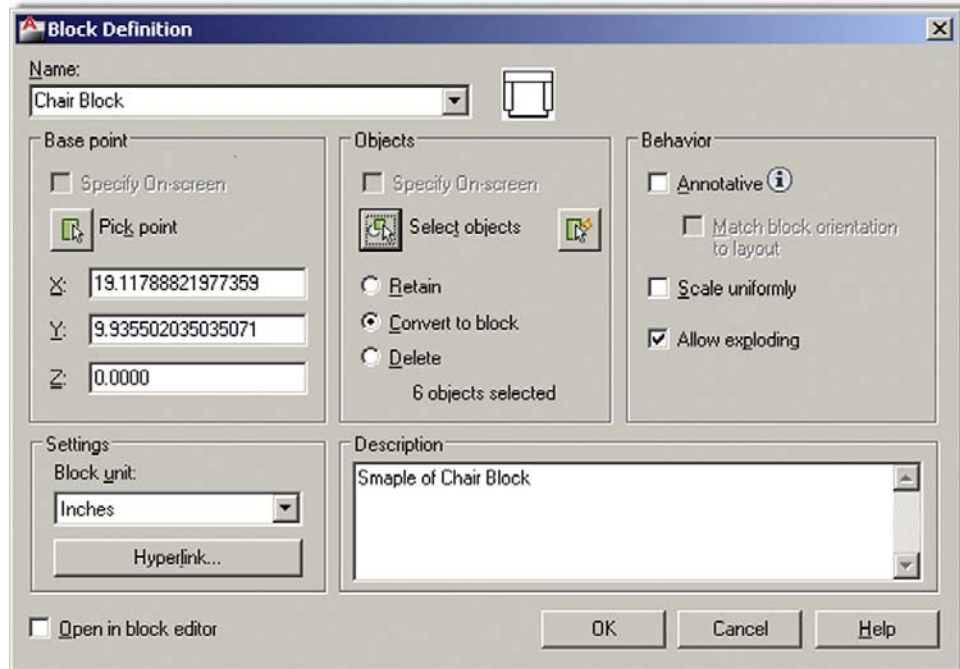 Block Definition
Name:
Chair Block
Base point
Specify On-screen
Pick point
X: 19.11788821977359
Y: 9.935502035035071
Z: 0.0000
Objects
Specify On-screen
Select objects
Retain
Convert to block
Delete
6 objects selected
Behavior
Annotative
Match block orientation
to layout
Scale uniformly
Allow exploding
Settings
Block unit:
Inches
Hyperlink...
Description
Smaple of Chair Block
Open in block editor
OK
Cancel
Help